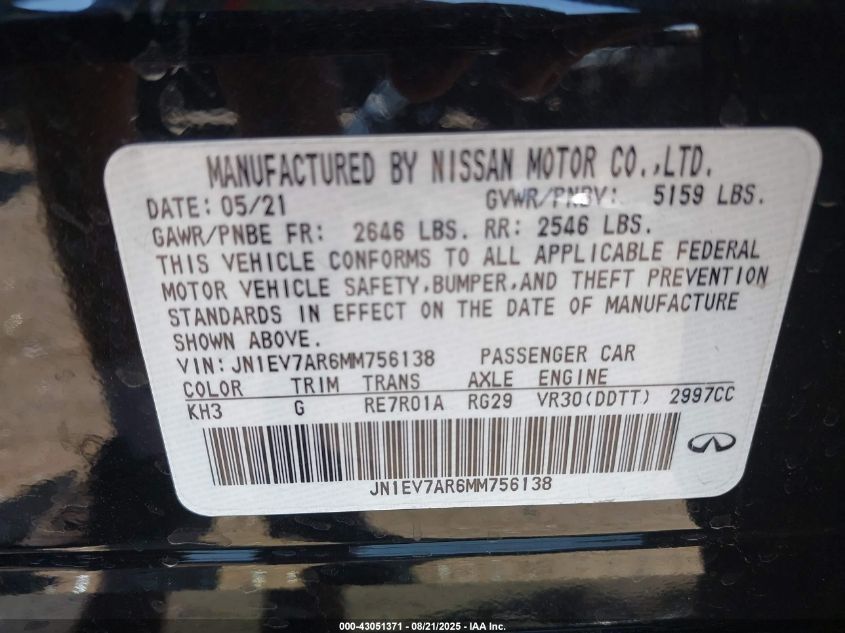 MANUFACTURED BY NISSAN MOTOR CO.,LTD.
DATE: 05/21 GVWR/PNBV: 5159 LBS.
GAWR/PNBE FR: 2646 LBS. RR: 2546 LBS.
THIS VEHICLE CONFORMS TO ALL APPLICABLE FEDERAL
MOTOR VEHICLE SAFETY,BUMPER,AND THEFT PREVENTION
STANDARDS IN EFFECT ON THE DATE OF MANUFACTURE
SHOWN ABOVE.
VIN: JN1EV7AR6MM756138 PASSENGER CAR
COLOR TRIM TRANS AXLE ENGINE
KH3 G RE7R01A RG29 VR30(DDTT) 2997CC
JN1EV7AR6MM756138
000-43051371 - 08/21/2025 - IAA Inc.